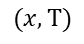 (x, T)